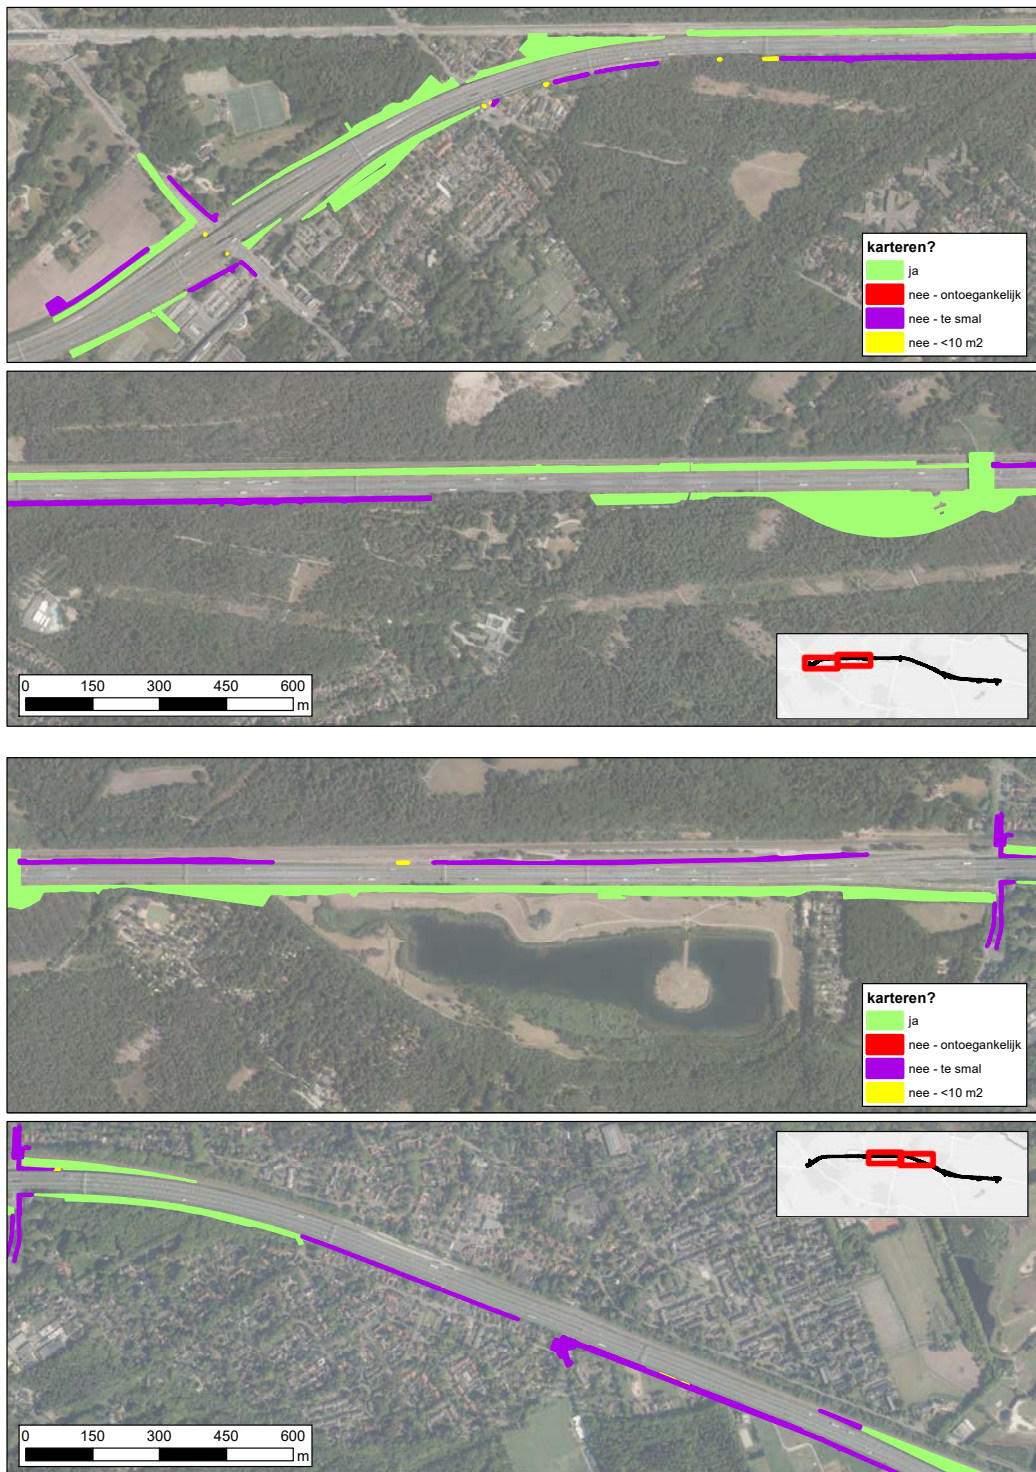 karteren?
ja
nee - ontoegankelijk
nee - te smal
nee - <10 m2
0 150 300 450 600
m
karteren?
ja
nee - ontoegankelijk
nee - te smal
nee - <10 m2
0 150 300 450 600
m